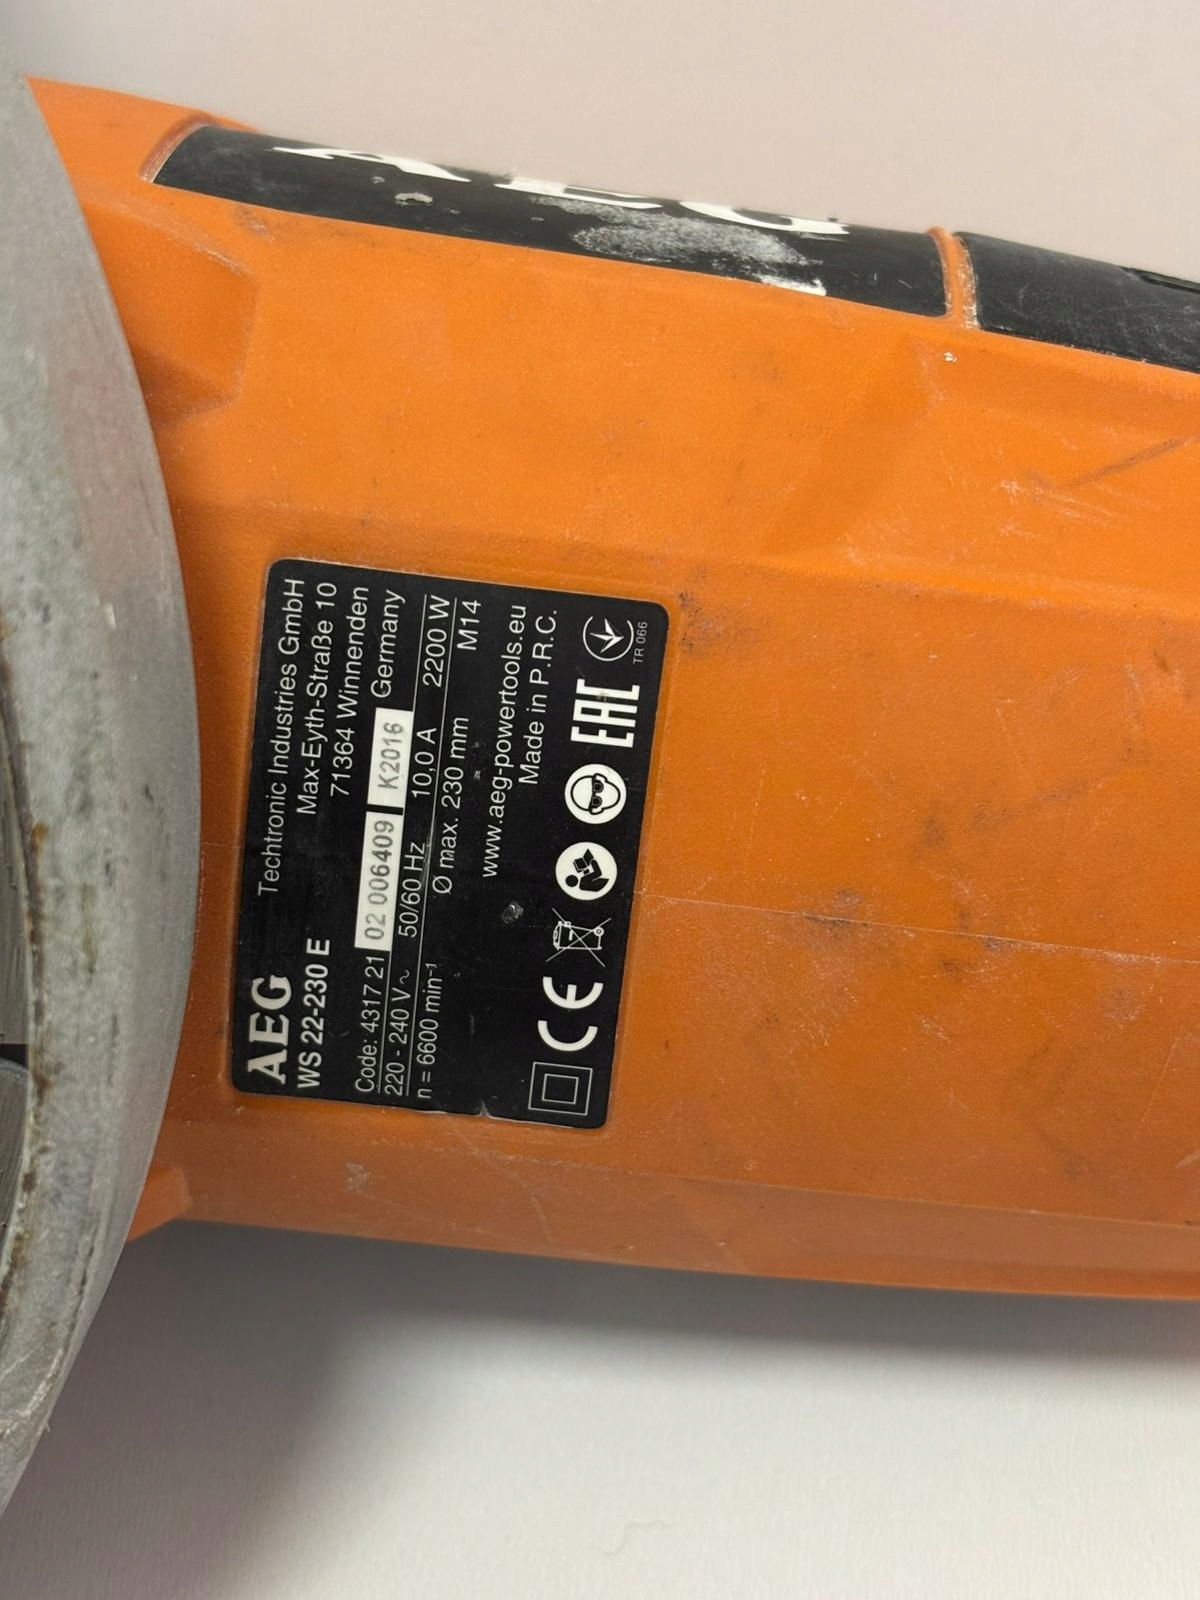 AEG
AEG
Techtronic Industries GmbH
WS 22-230 E
Max-Eyth-Straße 10
71364 Winnenden
Code: 4317 21 02 006409 K2016 Germany
220 - 240 V ~ 50/60 Hz 10,0 A 2200 W
n = 6600 min⁻¹ Ø max. 230 mm M14
www.aeg-powertools.eu
Made in P.R.C.
CE EAC
TR 066